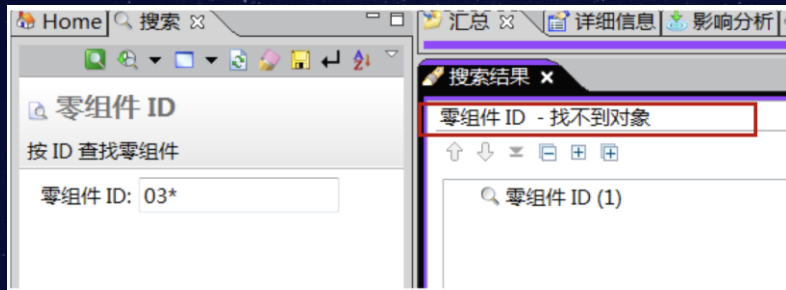 Home
搜索
汇总
详细信息
影响分析
搜索结果
零组件 ID
零组件 ID - 找不到对象
按 ID 查找零组件
零组件 ID: 03*
零组件 ID (1)